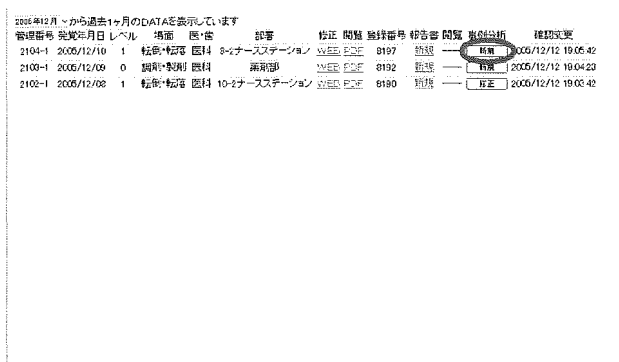 2005年12月 から過去1ヶ月のDATAを表示しています
管理番号 発覚年月日 レベル 場面 医・歯 部署 修正 閲覧 登録番号 報告書 閲覧 事例分析 確認変更
2104-1 2005/12/10 1 転倒・転落 医科 9-2ナースステーション WEB PDF 8197 新規 ---- 新規 2005/12/12 19:05:42
2103-1 2005/12/09 0 調剤・製剤 医科 薬剤部 WEB PDF 8192 新規 ---- 新規 2005/12/12 19:04:23
2102-1 2005/12/08 1 転倒・転落 医科 10-2ナースステーション WEB PDF 8190 新規 ---- 修正 2005/12/12 19:03:42